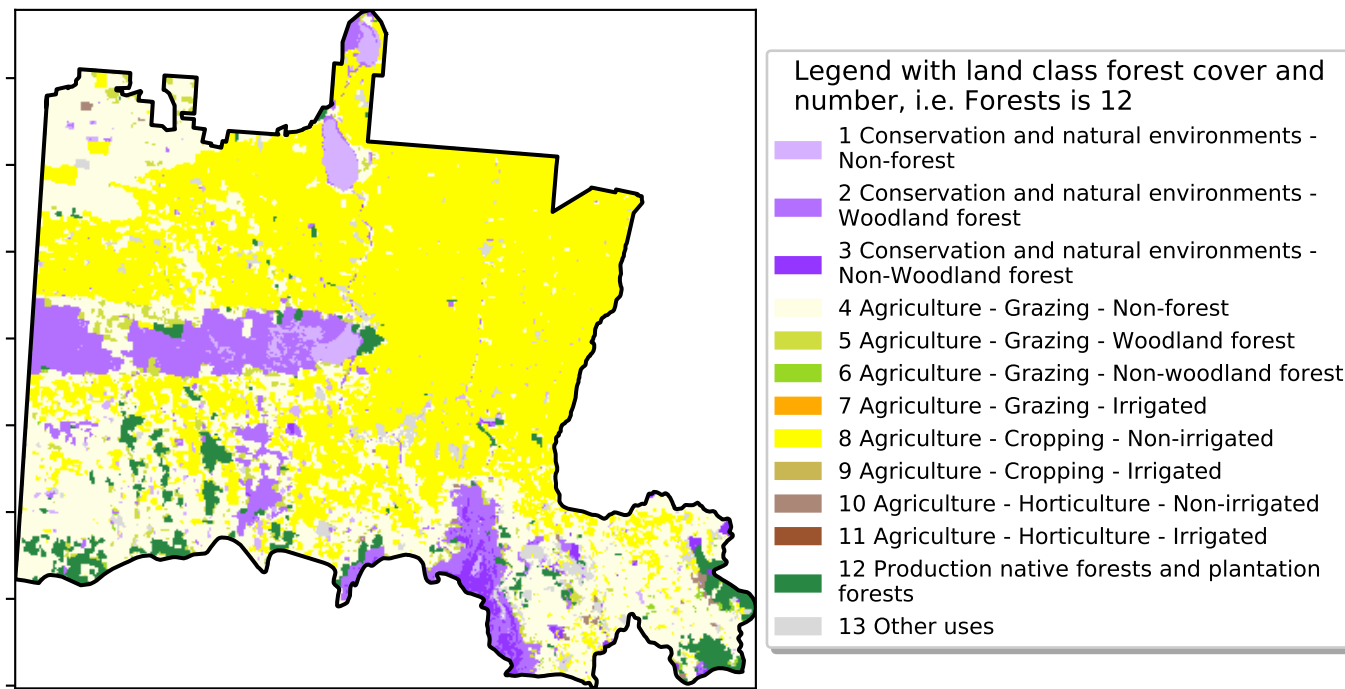 Legend with land class forest cover and
number, i.e. Forests is 12
1 Conservation and natural environments -
Non-forest
2 Conservation and natural environments -
Woodland forest
3 Conservation and natural environments -
Non-Woodland forest
4 Agriculture - Grazing - Non-forest
5 Agriculture - Grazing - Woodland forest
6 Agriculture - Grazing - Non-woodland forest
7 Agriculture - Grazing - Irrigated
8 Agriculture - Cropping - Non-irrigated
9 Agriculture - Cropping - Irrigated
10 Agriculture - Horticulture - Non-irrigated
11 Agriculture - Horticulture - Irrigated
12 Production native forests and plantation
forests
13 Other uses